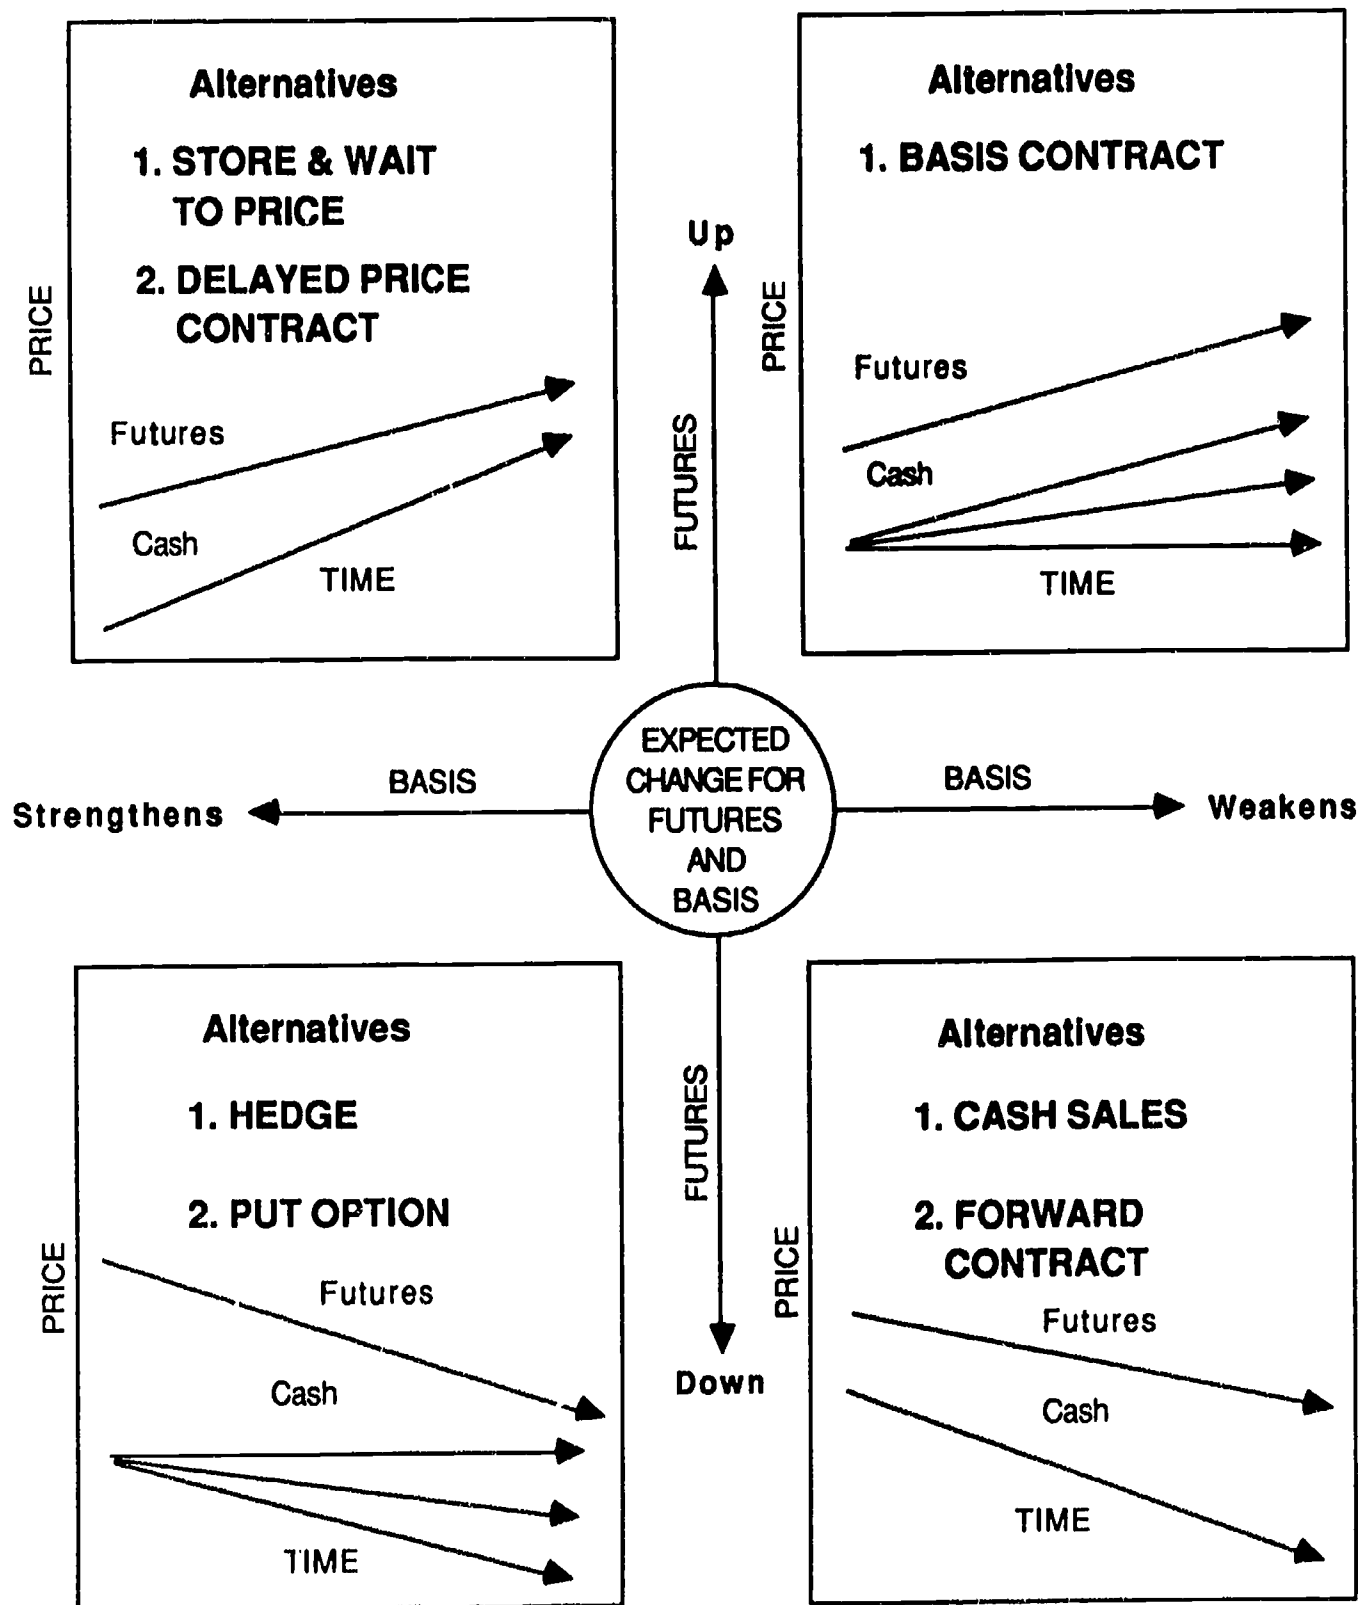 Alternatives
1. STORE & WAIT
TO PRICE
2. DELAYED PRICE
CONTRACT
PRICE
Futures
Cash
TIME
Up
FUTURES
Alternatives
1. BASIS CONTRACT
PRICE
Futures
Cash
TIME
Strengthens
BASIS
EXPECTED
CHANGE FOR
FUTURES
AND
BASIS
BASIS
Weakens
Alternatives
1. HEDGE
2. PUT OPTION
PRICE
Futures
Cash
TIME
FUTURES
Down
Alternatives
1. CASH SALES
2. FORWARD
CONTRACT
PRICE
Futures
Cash
TIME